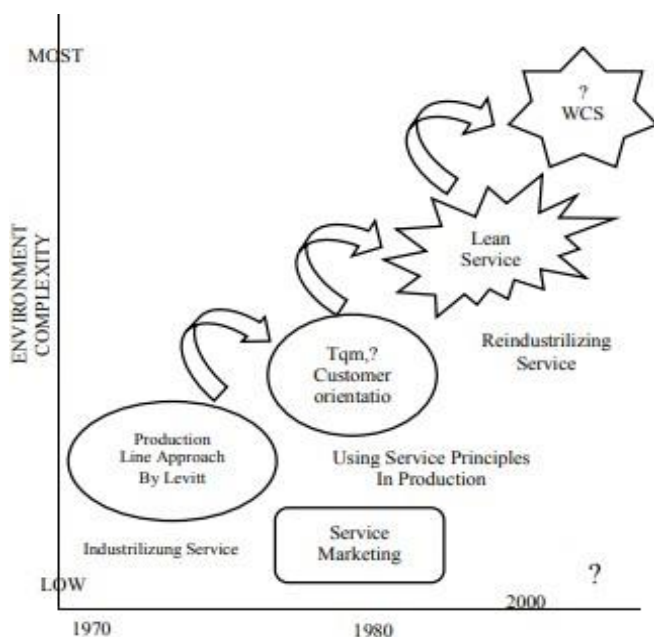 MOST
?
WCS
Lean
Service
ENVIRONMENT
COMPLEXITY
Reindustrilizing
Service
Tqm,?
Customer
orientatio
Production
Line Approach
By Levitt
Using Service Principles
In Production
Industrilizung Service
Service
Marketing
LOW
?
2000
1970
1980